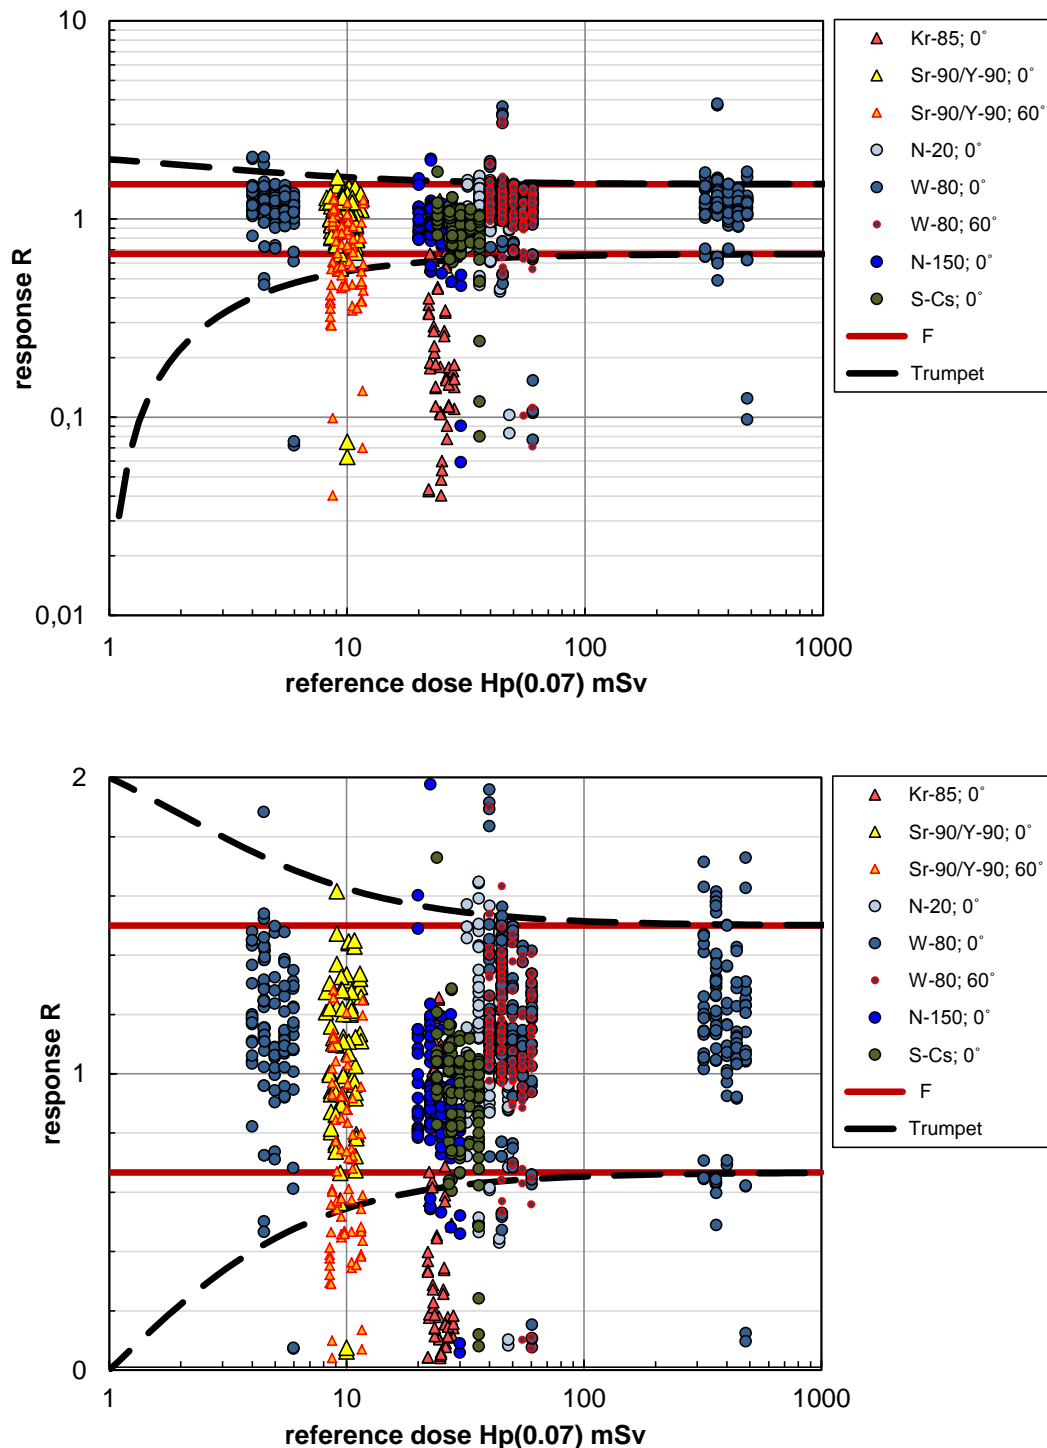 10
1
0,1
0,01
response R
1
10
100
1000
reference dose Hp(0.07) mSv
Kr-85; 0°
Sr-90/Y-90; 0°
Sr-90/Y-90; 60°
N-20; 0°
W-80; 0°
W-80; 60°
N-150; 0°
S-Cs; 0°
F
Trumpet
2
1
0
response R
1
10
100
1000
reference dose Hp(0.07) mSv
Kr-85; 0°
Sr-90/Y-90; 0°
Sr-90/Y-90; 60°
N-20; 0°
W-80; 0°
W-80; 60°
N-150; 0°
S-Cs; 0°
F
Trumpet